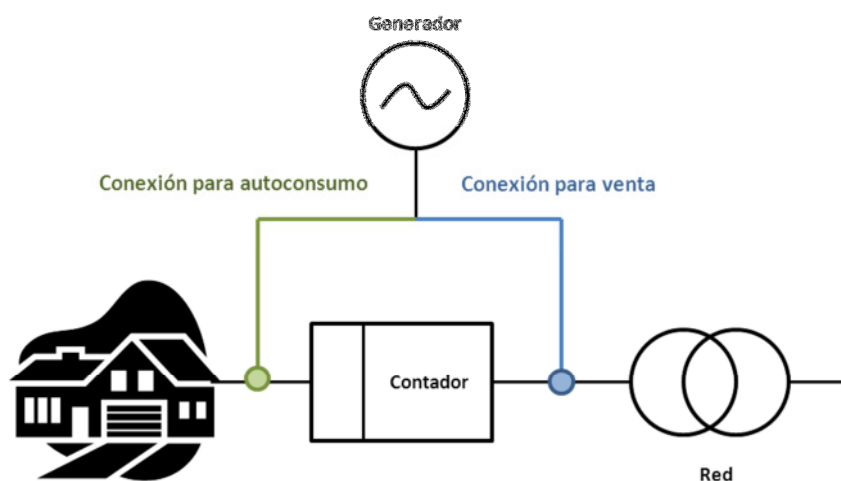 Generador
Conexión para autoconsumo
Conexión para venta
Contador
Red